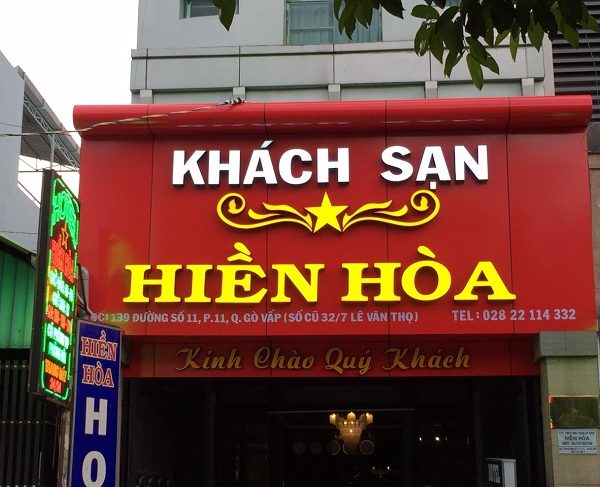 KHÁCH SẠN
HIỀN HÒA
ĐC: 139 ĐƯỜNG SỐ 11, P.11, Q. GÒ VẤP (SỐ CŨ 32/7 LÊ VĂN THỌ) TEL : 028 22 114 332
Kính Chào Quý Khách
HIỀN
HÒA
HO
HIỀN HÒA